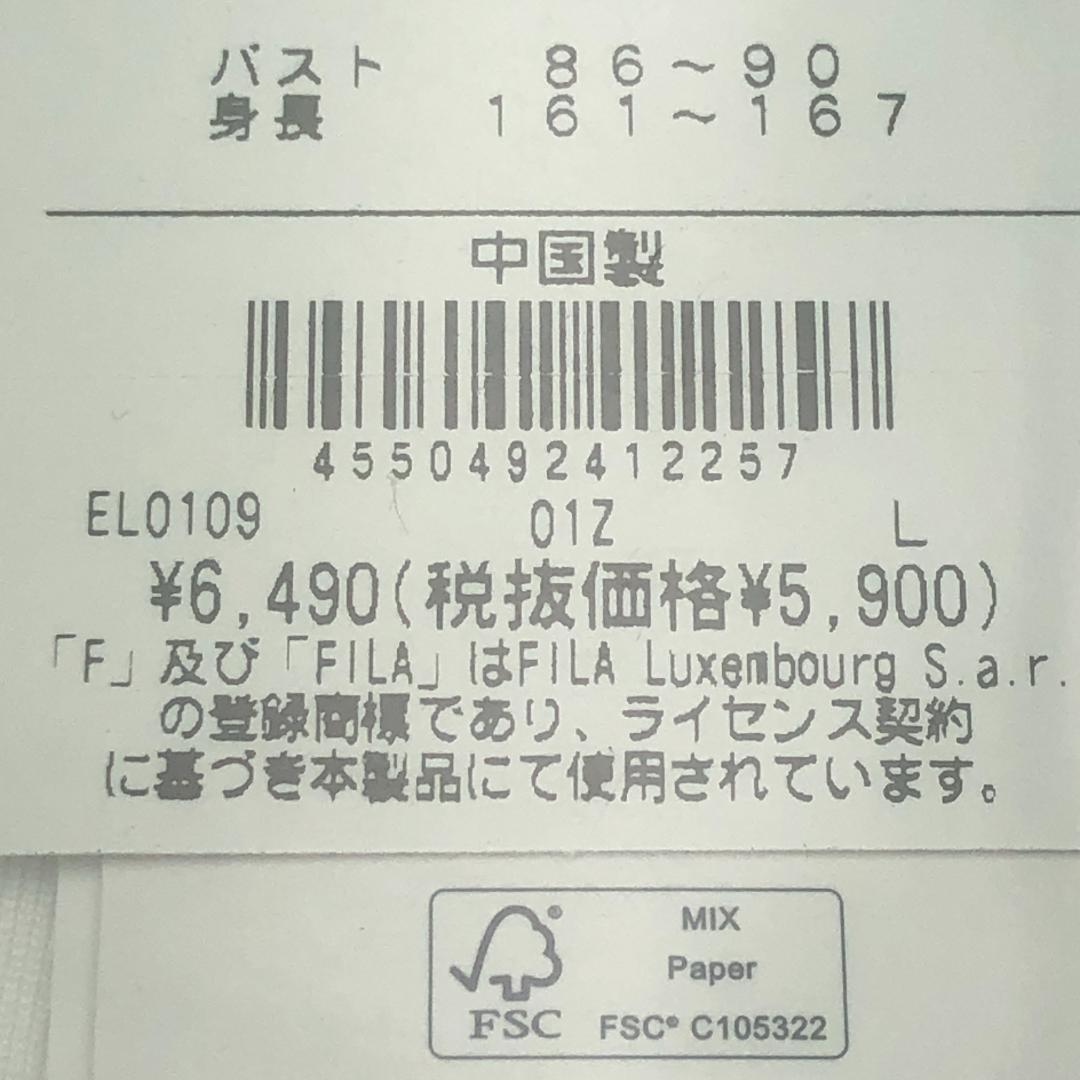 バスト 86～90
身長 161～167
中国製
4550492412257
EL0109 01Z L
¥6,490(税抜価格¥5,900)
「F」及び「FILA」はFILA Luxembourg S.a.r.
の登録商標であり、ライセンス契約
に基づき本製品にて使用されています。
MIX
Paper
FSC FSC® C105322